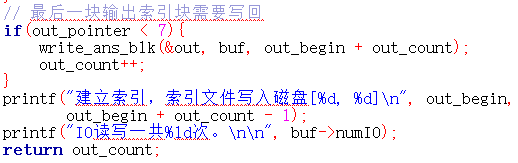 // 最后一块输出索引块需要写回
if(out_pointer < 7){
    write_ans_blk(&out, buf, out_begin + out_count);
    out_count++;
}
printf("建立索引，索引文件写入磁盘[%d, %d]\n", out_begin,
       out_begin + out_count - 1);
printf("IO读写一共%ld次。\n\n", buf->numIO);
return out_count;